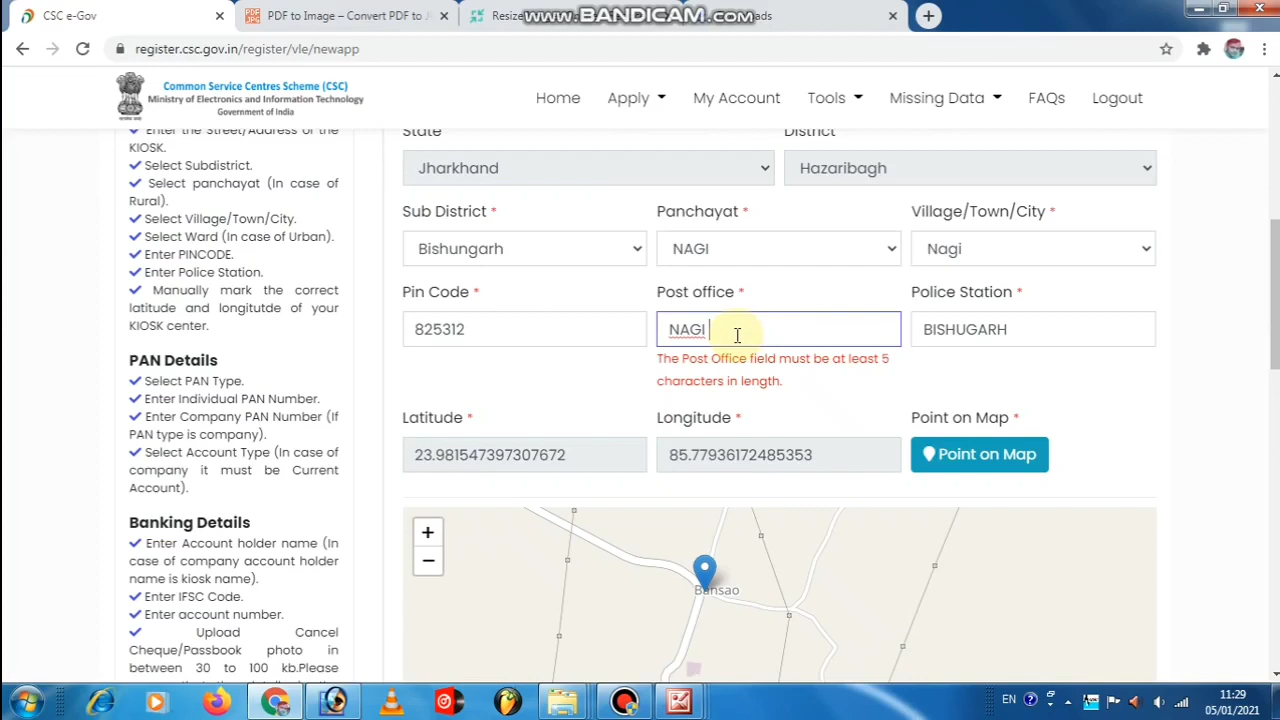 CSC e-Gov
PDF to Image – Convert PDF to J
Resize
www.BANDICAM.com
ads
register.csc.gov.in/register/vle/newapp
Common Service Centres Scheme (CSC)
Ministry of Electronics and Information Technology
Government of India
Home
Apply
My Account
Tools
Missing Data
FAQs
Logout
Enter the Street/Address of the
KIOSK.
Select Subdistrict.
Select panchayat (In case of
Rural).
Select Village/Town/City.
Select Ward (In case of Urban).
Enter PINCODE.
Enter Police Station.
Manually mark the correct
latitude and longitutde of your
KIOSK center.
PAN Details
Select PAN Type.
Enter Individual PAN Number.
Enter Company PAN Number (If
PAN type is company).
Select Account Type (In case of
company it must be Current
Account).
Banking Details
Enter Account holder name (In
case of company account holder
name is kiosk name).
Enter IFSC Code.
Enter account number.
Upload Cancel
Cheque/Passbook photo in
between 30 to 100 kb.Please
State
District
Jharkhand
Hazaribagh
Sub District *
Panchayat *
Village/Town/City *
Bishungarh
NAGI
Nagi
Pin Code *
Post office *
Police Station *
825312
NAGI
BISHUGARH
The Post Office field must be at least 5
characters in length.
Latitude *
Longitude *
Point on Map *
23.981547397307672
85.77936172485353
Point on Map
+
−
Bansao
EN
11:29
05/01/2021